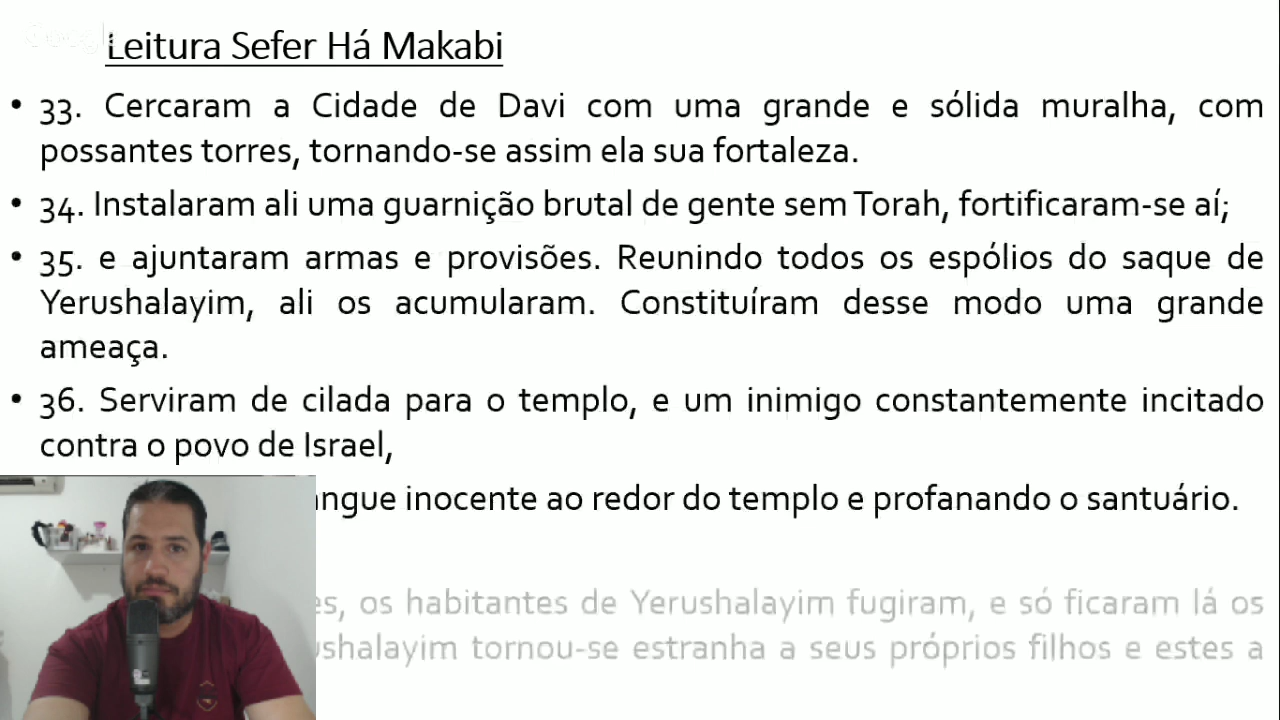 Leitura Sefer Há Makabi
• 33. Cercaram a Cidade de Davi com uma grande e sólida muralha, com
possantes torres, tornando-se assim ela sua fortaleza.
• 34. Instalaram ali uma guarnição brutal de gente sem Torah, fortificaram-se aí;
• 35. e ajuntaram armas e provisões. Reunindo todos os espólios do saque de
Yerushalayim, ali os acumularam. Constituíram desse modo uma grande
ameaça.
• 36. Serviram de cilada para o templo, e um inimigo constantemente incitado
contra o povo de Israel,
ngue inocente ao redor do templo e profanando o santuário.
es, os habitantes de Yerushalayim fugiram, e só ficaram lá os
ushalayim tornou-se estranha a seus próprios filhos e estes a